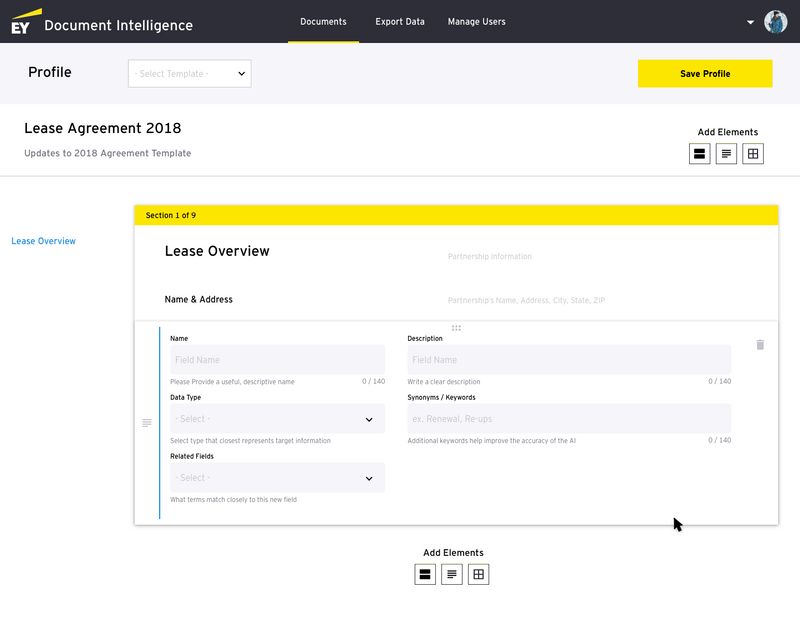 EY Document Intelligence
Documents
Export Data
Manage Users
Profile
- Select Template -
Save Profile
Lease Agreement 2018
Updates to 2018 Agreement Template
Add Elements
Lease Overview
Section 1 of 9
Lease Overview
Partnership Information
Name & Address
Partnership's Name, Address, City, State, ZIP
Name
Field Name
Please Provide a useful, descriptive name
0 / 140
Description
Field Name
Write a clear description
0 / 140
Data Type
- Select -
Select type that closest represents target information
Synonyms / Keywords
ex. Renewal, Re-ups
Additional keywords help improve the accuracy of the AI
0 / 140
Related Fields
- Select -
What terms match closely to this new field
Add Elements